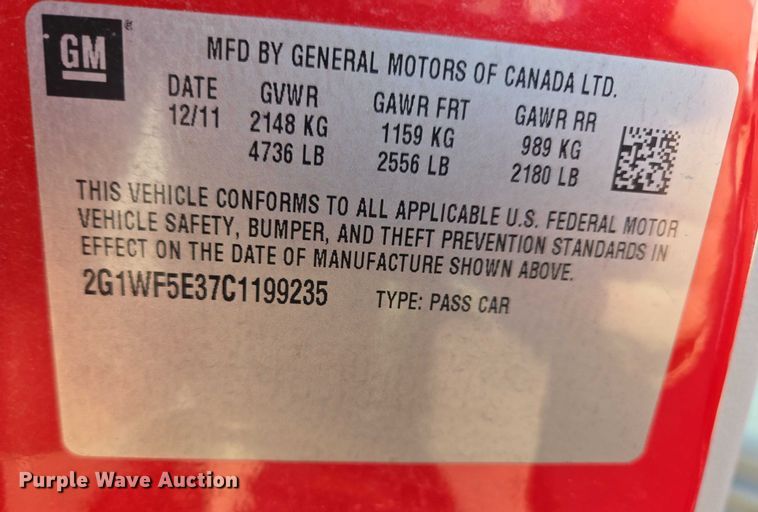 GM
MFD BY GENERAL MOTORS OF CANADA LTD.
DATE GVWR GAWR FRT GAWR RR
12/11 2148 KG 1159 KG 989 KG
4736 LB 2556 LB 2180 LB
THIS VEHICLE CONFORMS TO ALL APPLICABLE U.S. FEDERAL MOTOR
VEHICLE SAFETY, BUMPER, AND THEFT PREVENTION STANDARDS IN
EFFECT ON THE DATE OF MANUFACTURE SHOWN ABOVE.
2G1WF5E37C1199235 TYPE: PASS CAR
Purple Wave Auction